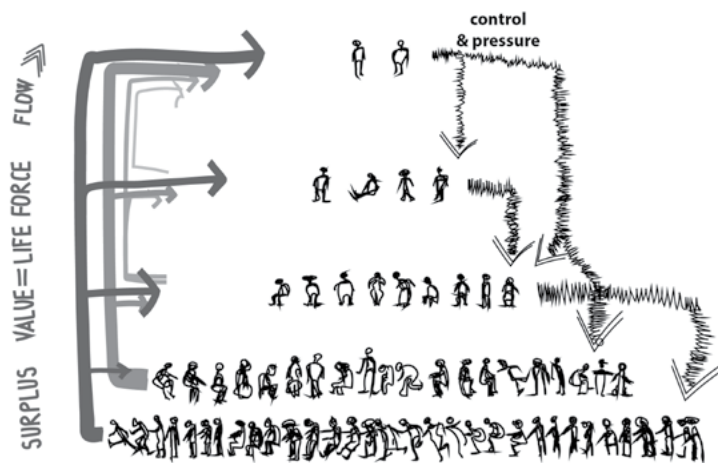 control
& pressure
SURPLUS VALUE = LIFE FORCE FLOW